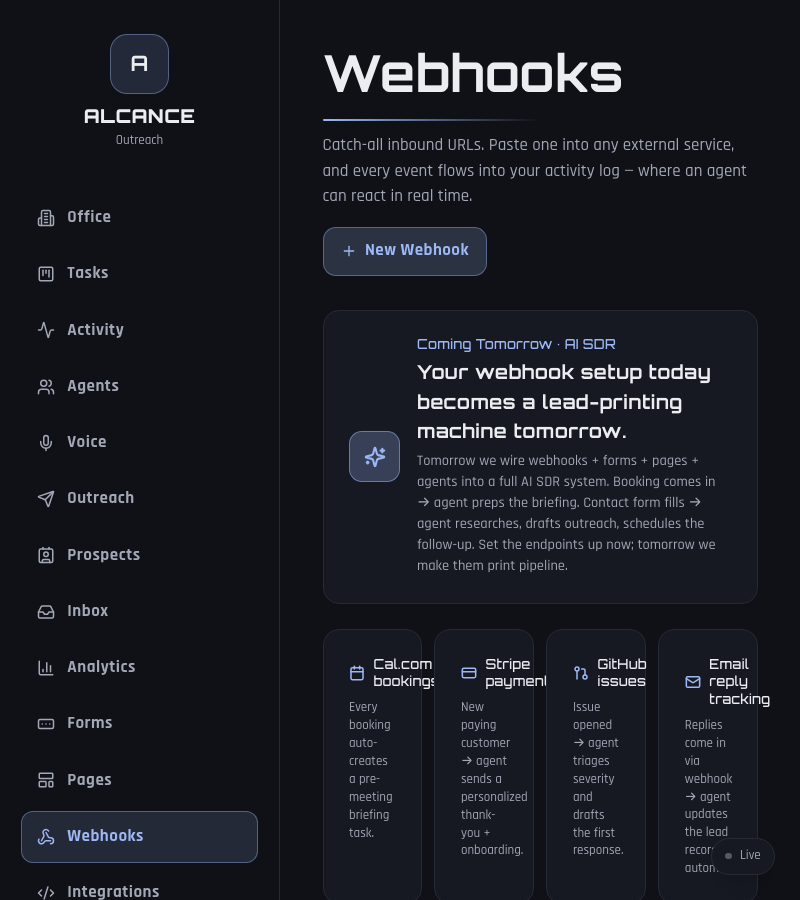 A
ALCANCE
Outreach
Office
Tasks
Activity
Agents
Voice
Outreach
Prospects
Inbox
Analytics
Forms
Pages
Webhooks
Integrations
Webhooks
Catch-all inbound URLs. Paste one into any external service,
and every event flows into your activity log — where an agent
can react in real time.
+ New Webhook
Coming Tomorrow · AI SDR
Your webhook setup today
becomes a lead-printing
machine tomorrow.
Tomorrow we wire webhooks + forms + pages +
agents into a full AI SDR system. Booking comes in
→ agent preps the briefing. Contact form fills →
agent researches, drafts outreach, schedules the
follow-up. Set the endpoints up now; tomorrow we
make them print pipeline.
Cal.com
bookings
Every
booking
auto-
creates
a pre-
meeting
briefing
task.
Stripe
payment
New
paying
customer
→ agent
sends a
personalized
thank-
you +
onboarding.
GitHub
issues
Issue
opened
→ agent
triages
severity
and
drafts
the first
response.
Email
reply
tracking
Replies
come in
via
webhook
→ agent
updates
the lead
Live